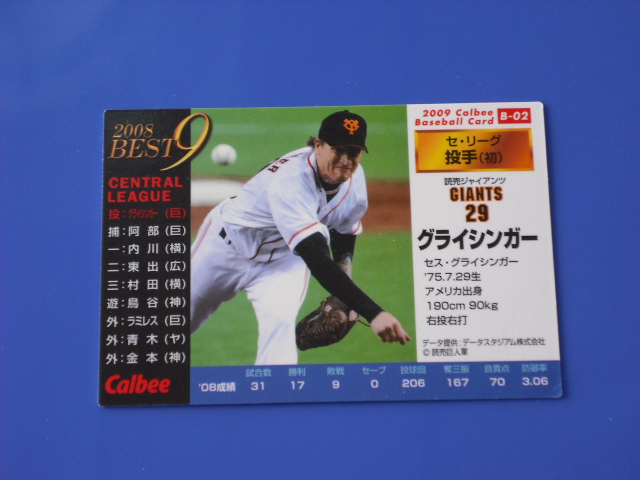 2008
BEST 9
CENTRAL
LEAGUE
投:グライシンガー(巨)
捕:阿部(巨)
一:内川(横)
二:東出(広)
三:村田(横)
遊:鳥谷(神)
外:ラミレス(巨)
外:青木(ヤ)
外:金本(神)
Calbee
2009 Calbee
Baseball Card
B-02
セ・リーグ
投手(初)
読売ジャイアンツ
GIANTS
29
グライシンガー
セス・グライシンガー
'75.7.29生
アメリカ出身
190cm 90kg
右投右打
データ提供:データスタジアム株式会社
© 読売巨人軍
試合数 勝利 敗戦 セーブ 投球回 奪三振 自責点 防御率
'08成績 31 17 9 0 206 167 70 3.06